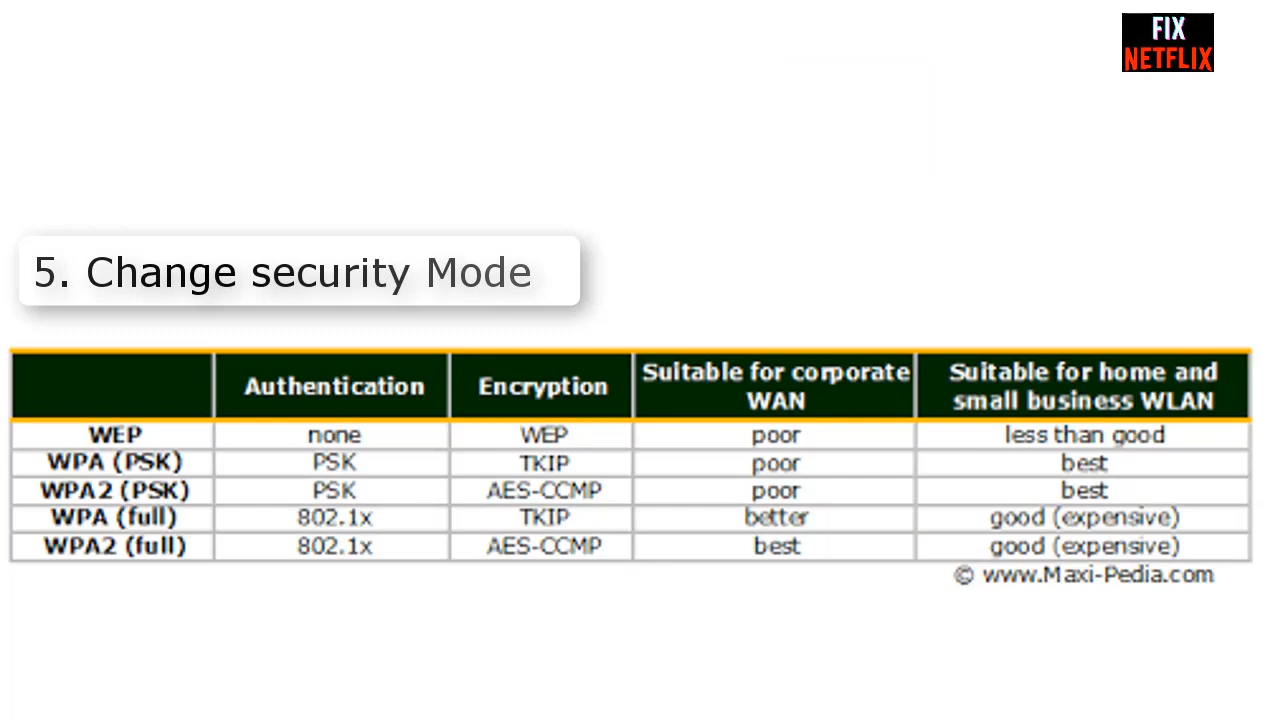 FIX
NETFLIX
5. Change security Mode
Authentication Encryption Suitable for corporate WAN Suitable for home and small business WLAN
WEP none WEP poor less than good
WPA (PSK) PSK TKIP poor best
WPA2 (PSK) PSK AES-CCMP poor best
WPA (full) 802.1x TKIP better good (expensive)
WPA2 (full) 802.1x AES-CCMP best good (expensive)
© www.Maxi-Pedia.com